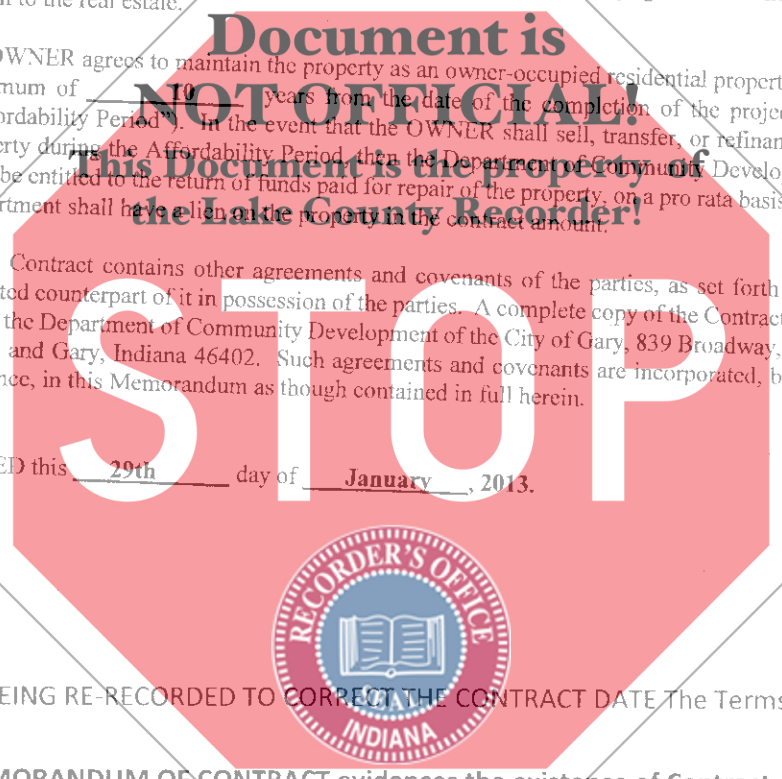 to the real estate.
Document is
OWNER agrees to maintain the property as an owner-occupied residential propert
mum of 10 years from the date of the completion of the projec
NOT OFFICIAL!
ordability Period"). In the event that the OWNER shall sell, transfer, or refinan
erty during the Affordability Period, then the Department of Community Develo
This Document is the property of
be entitled to the return of funds paid for repair of the property, on a pro rata basis
rtment shall have a lien on the property in the contract amount.
the Lake County Recorder!
Contract contains other agreements and covenants of the parties, as set forth
ted counterpart of it in possession of the parties. A complete copy of the Contract
the Department of Community Development of the City of Gary, 839 Broadway,
and Gary, Indiana 46402. Such agreements and covenants are incorporated, b
nce, in this Memorandum as though contained in full herein.
STOP
ED this 29th day of January, 2013.
RECORDER'S OFFICE
SEAL
INDIANA
EING RE-RECORDED TO CORRECT THE CONTRACT DATE The Terms
MORANDUM OF CONTRACT evidences the existence of Contract